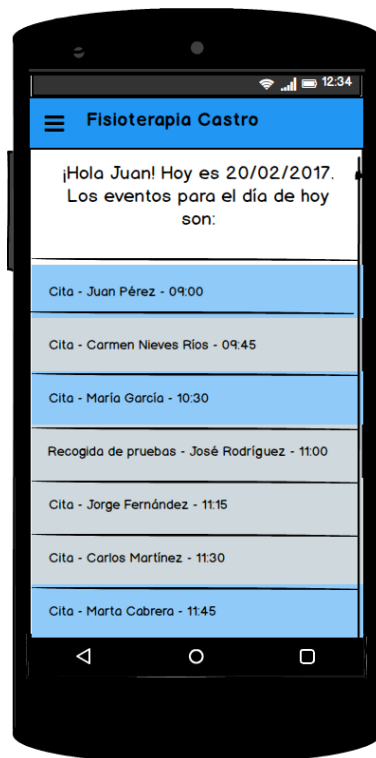 12:34
Fisioterapia Castro
¡Hola Juan! Hoy es 20/02/2017.
Los eventos para el día de hoy
son:
Cita - Juan Pérez - 09:00
Cita - Carmen Nieves Ríos - 09:45
Cita - María García - 10:30
Recogida de pruebas - José Rodríguez - 11:00
Cita - Jorge Fernández - 11:15
Cita - Carlos Martínez - 11:30
Cita - Marta Cabrera - 11:45